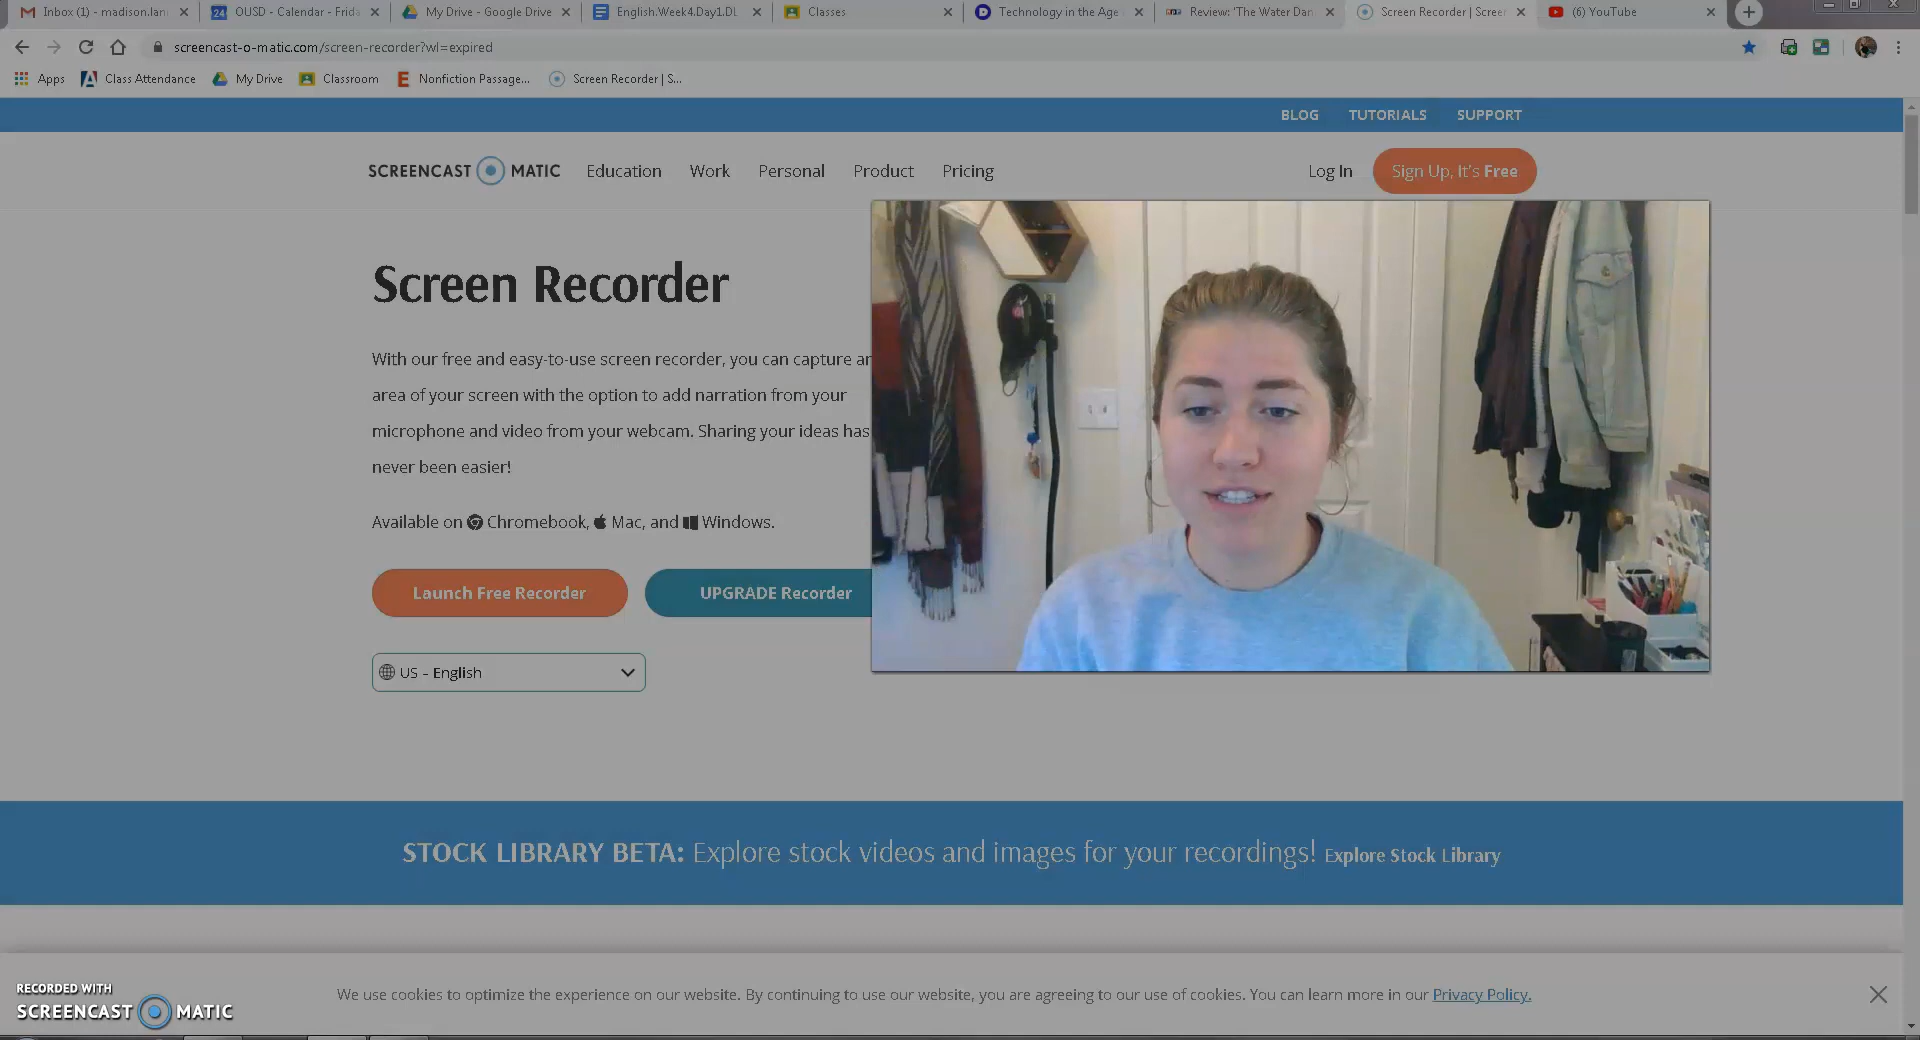 Inbox (1) - madison.lan
OUSD - Calendar - Frida
My Drive - Google Drive
English.Week4.Day1.DL
Classes
Technology in the Age
Review: 'The Water Dan
Screen Recorder | Screen
(6) YouTube
screencast-o-matic.com/screen-recorder?wl=expired
Apps
Class Attendance
My Drive
Classroom
Nonfiction Passage...
Screen Recorder | S...
BLOG TUTORIALS SUPPORT
SCREENCAST MATIC Education Work Personal Product Pricing Log In Sign Up, It's Free
Screen Recorder
With our free and easy-to-use screen recorder, you can capture an
area of your screen with the option to add narration from your
microphone and video from your webcam. Sharing your ideas has
never been easier!
Available on Chromebook, Mac, and Windows.
Launch Free Recorder UPGRADE Recorder
US - English
STOCK LIBRARY BETA: Explore stock videos and images for your recordings! Explore Stock Library
We use cookies to optimize the experience on our website. By continuing to use our website, you are agreeing to our use of cookies. You can learn more in our Privacy Policy.
RECORDED WITH
SCREENCAST MATIC